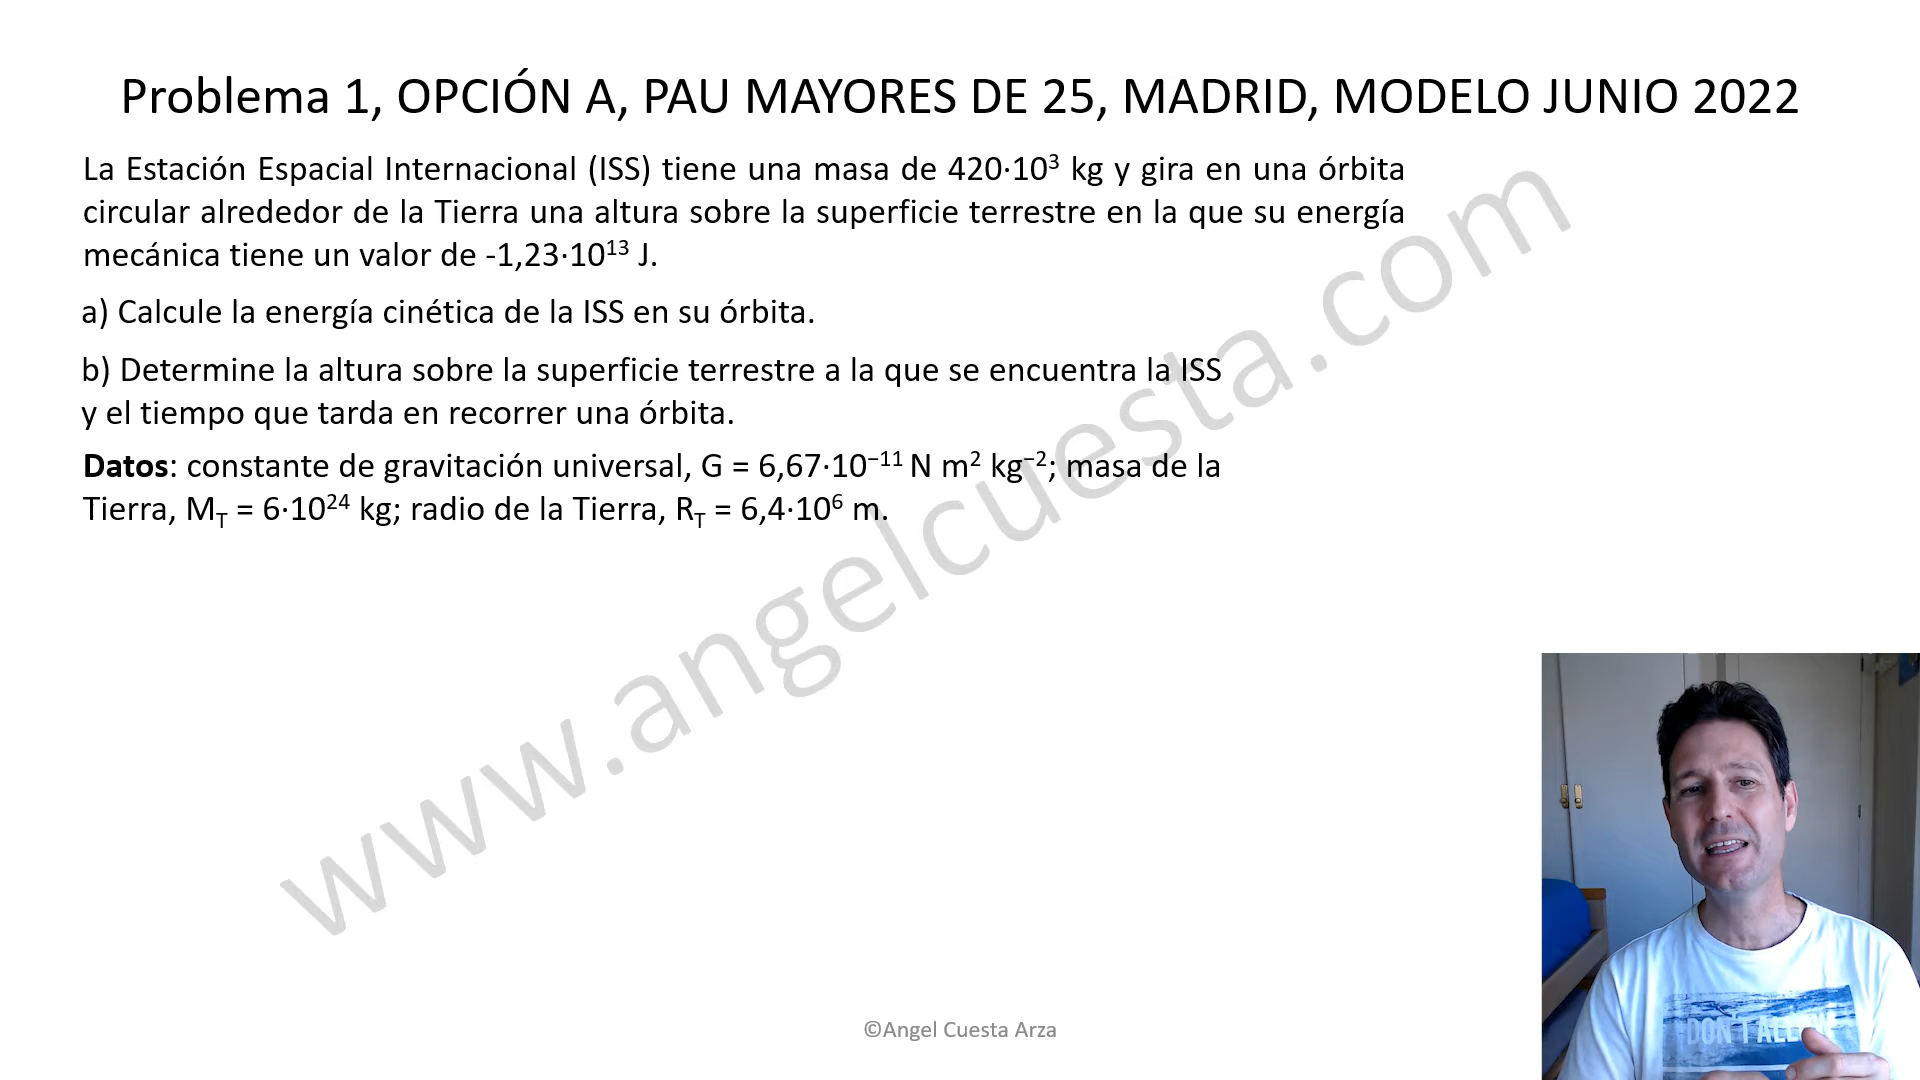 Problema 1, OPCIÓN A, PAU MAYORES DE 25, MADRID, MODELO JUNIO 2022
La Estación Espacial Internacional (ISS) tiene una masa de 420·10³ kg y gira en una órbita
circular alrededor de la Tierra una altura sobre la superficie terrestre en la que su energía
mecánica tiene un valor de -1,23·10¹³ J.
a) Calcule la energía cinética de la ISS en su órbita.
b) Determine la altura sobre la superficie terrestre a la que se encuentra la ISS
y el tiempo que tarda en recorrer una órbita.
Datos: constante de gravitación universal, G = 6,67·10⁻¹¹ N m² kg⁻²; masa de la
Tierra, M_T = 6·10²⁴ kg; radio de la Tierra, R_T = 6,4·10⁶ m.
www.angelcuesta.com
DON'T
©Angel Cuesta Arza